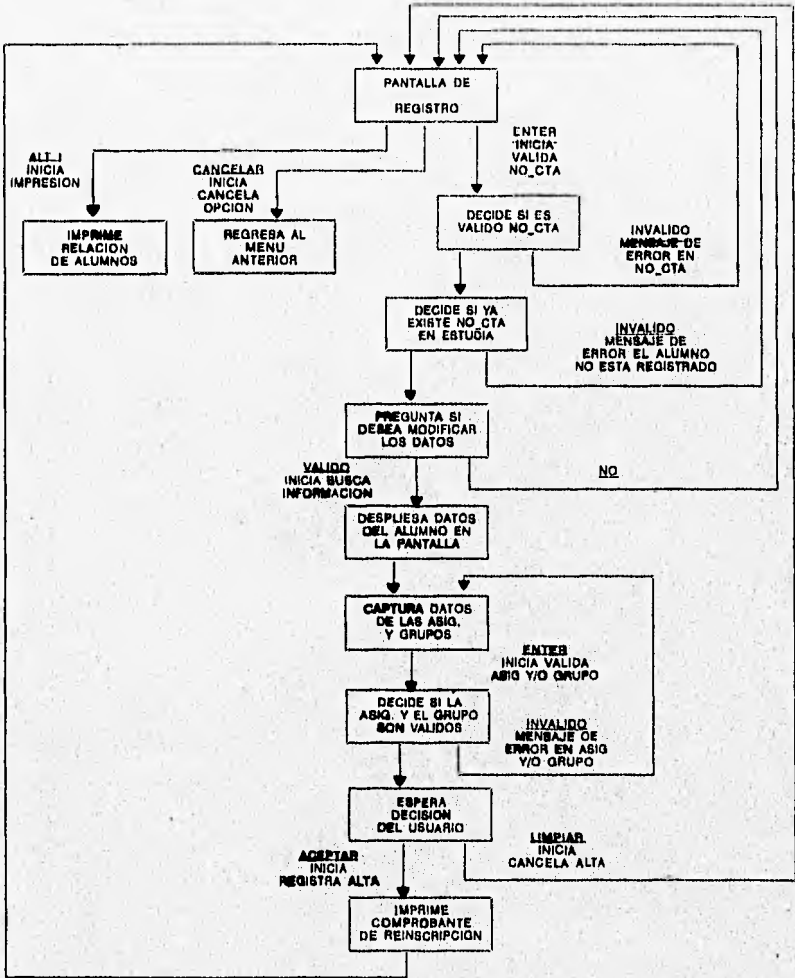 PANTALLA DE
REGISTRO
ALT_I
INICIA
IMPRESION
CANCELAR
INICIA
CANCELA
OPCION
ENTER
INICIA
VALIDA
NO_CTA
IMPRIME
RELACION
DE ALUMNOS
REGRESA AL
MENU
ANTERIOR
DECIDE SI ES
VALIDO NO_CTA
INVALIDO
MENSAJE DE
ERROR EN
NO_CTA
DECIDE SI YA
EXISTE NO_CTA
EN ESTUDIA
INVALIDO
MENSAJE DE
ERROR EL ALUMNO
NO ESTA REGISTRADO
PREGUNTA SI
DESEA MODIFICAR
LOS DATOS
NO
VALIDO
INICIA BUSCA
INFORMACION
DESPLIESA DATOS
DEL ALUMNO EN
LA PANTALLA
CAPTURA DATOS
DE LAS ASIG.
Y GRUPOS
ENTER
INICIA VALIDA
ASIG Y/O GRUPO
DECIDE SI LA
ASIG. Y EL GRUPO
SON VALIDOS
INVALIDO
MENSAJE DE
ERROR EN ASIG
Y/O GRUPO
ESPERA
DECISION
DEL USUARIO
LIMPIAR
INICIA
CANCELA ALTA
ACEPTAR
INICIA
REGISTRA ALTA
IMPRIME
COMPROBANTE
DE REINSCRIPCION